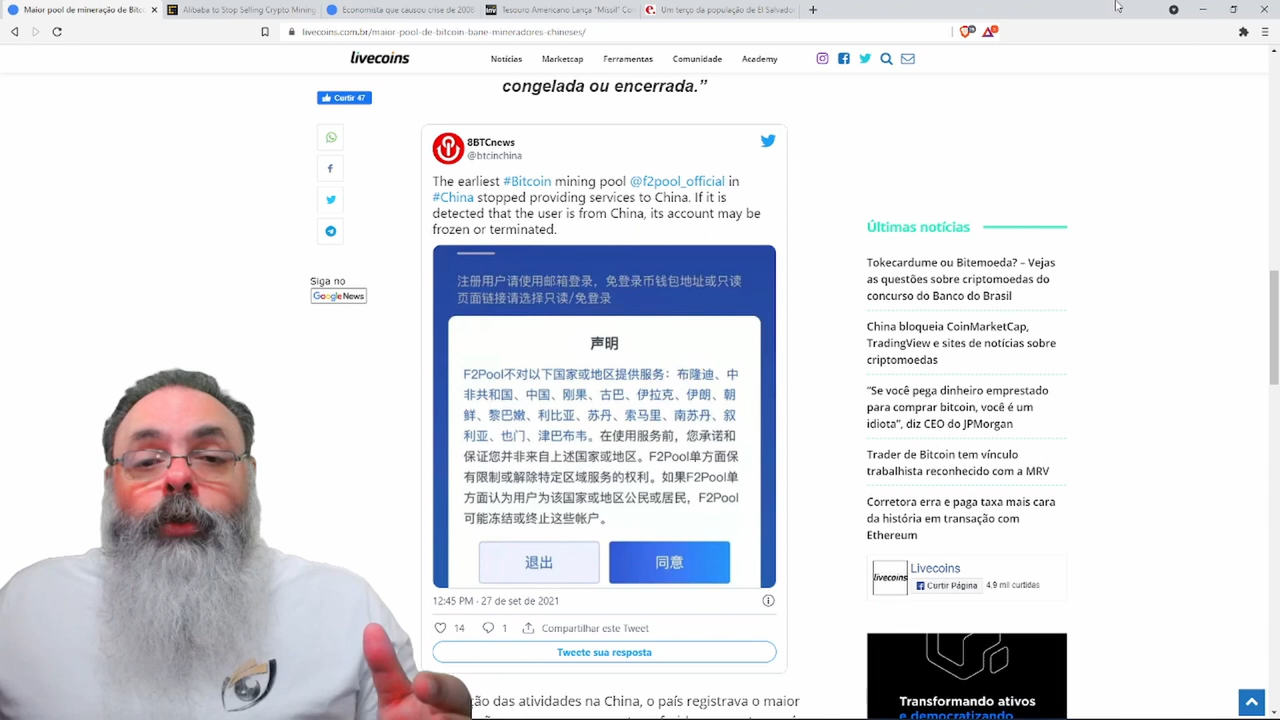 Maior pool de mineração de Bitco
Alibaba to Stop Selling Crypto Mining
Economista que causou crise de 2008
Tesouro Americano Lança "Míssil" Con
Um terço da população de El Salvador
livecoins.com.br/maior-pool-de-bitcoin-bane-mineradores-chineses/
livecoins
Notícias
Marketcap
Ferramentas
Comunidade
Academy
congelada ou encerrada.”
Curtir 47
8BTCnews
@btcinchina
The earliest #Bitcoin mining pool @f2pool_official in
#China stopped providing services to China. If it is
detected that the user is from China, its account may be
frozen or terminated.
注册用户请使用邮箱登录，免登录币钱包地址或只读
页面链接请选择只读/免登录
声明
F2Pool不对以下国家或地区提供服务：布隆迪、中
非共和国、中国、刚果、古巴、伊拉克、伊朗、朝
鲜、黎巴嫩、利比亚、苏丹、索马里、南苏丹、叙
利亚、也门、津巴布韦。在使用服务前，您承诺和
保证您并非来自上述国家或地区。F2Pool单方面保
有限制或解除特定区域服务的权利。如果F2Pool单
方面认为用户为该国家或地区公民或居民，F2Pool
可能冻结或终止这些帐户。
退出
同意
12:45 PM · 27 de set de 2021
14
1
Compartilhar este Tweet
Tweete sua resposta
ção das atividades na China, o país registrava o maior
Siga no
Google News
Últimas notícias
Tokecardume ou Bitemoeda? – Vejas
as questões sobre criptomoedas do
concurso do Banco do Brasil
China bloqueia CoinMarketCap,
TradingView e sites de notícias sobre
criptomoedas
“Se você pega dinheiro emprestado
para comprar bitcoin, você é um
idiota”, diz CEO do JPMorgan
Trader de Bitcoin tem vínculo
trabalhista reconhecido com a MRV
Corretora erra e paga taxa mais cara
da história em transação com
Ethereum
livecoins
Livecoins
Curtir Página
4,9 mil curtidas
Transformando ativos
e democratizando